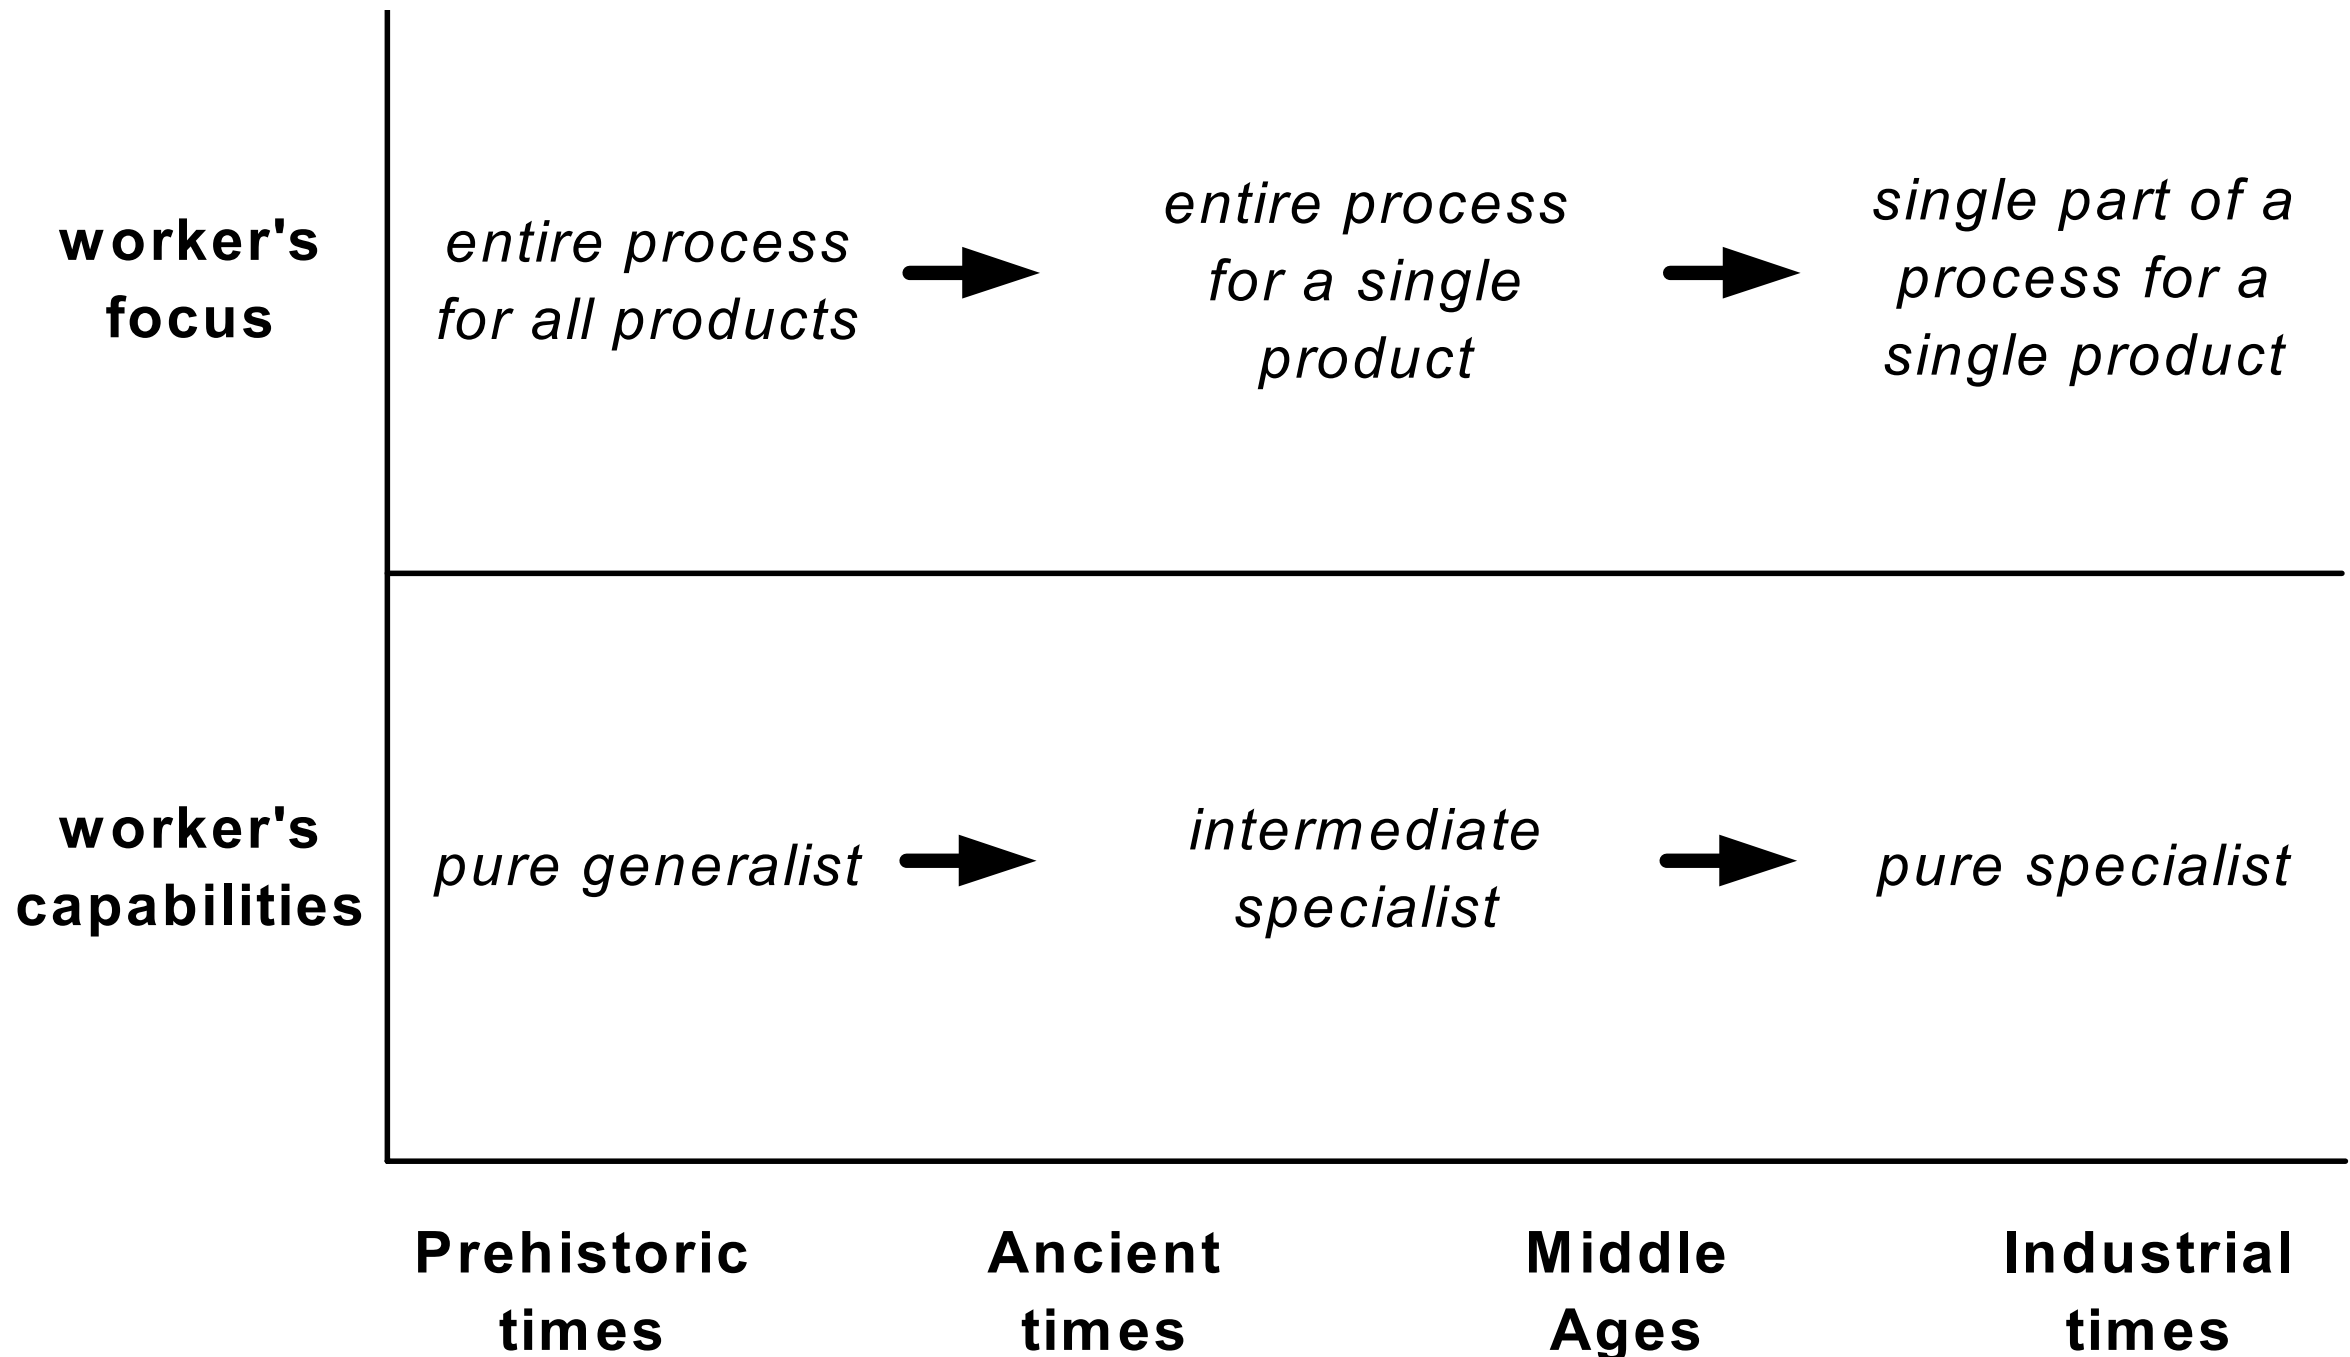 worker's
focus
entire process
for all products
entire process
for a single
product
single part of a
process for a
single product
worker's
capabilities
pure generalist
intermediate
specialist
pure specialist
Prehistoric
times
Ancient
times
Middle
Ages
Industrial
times